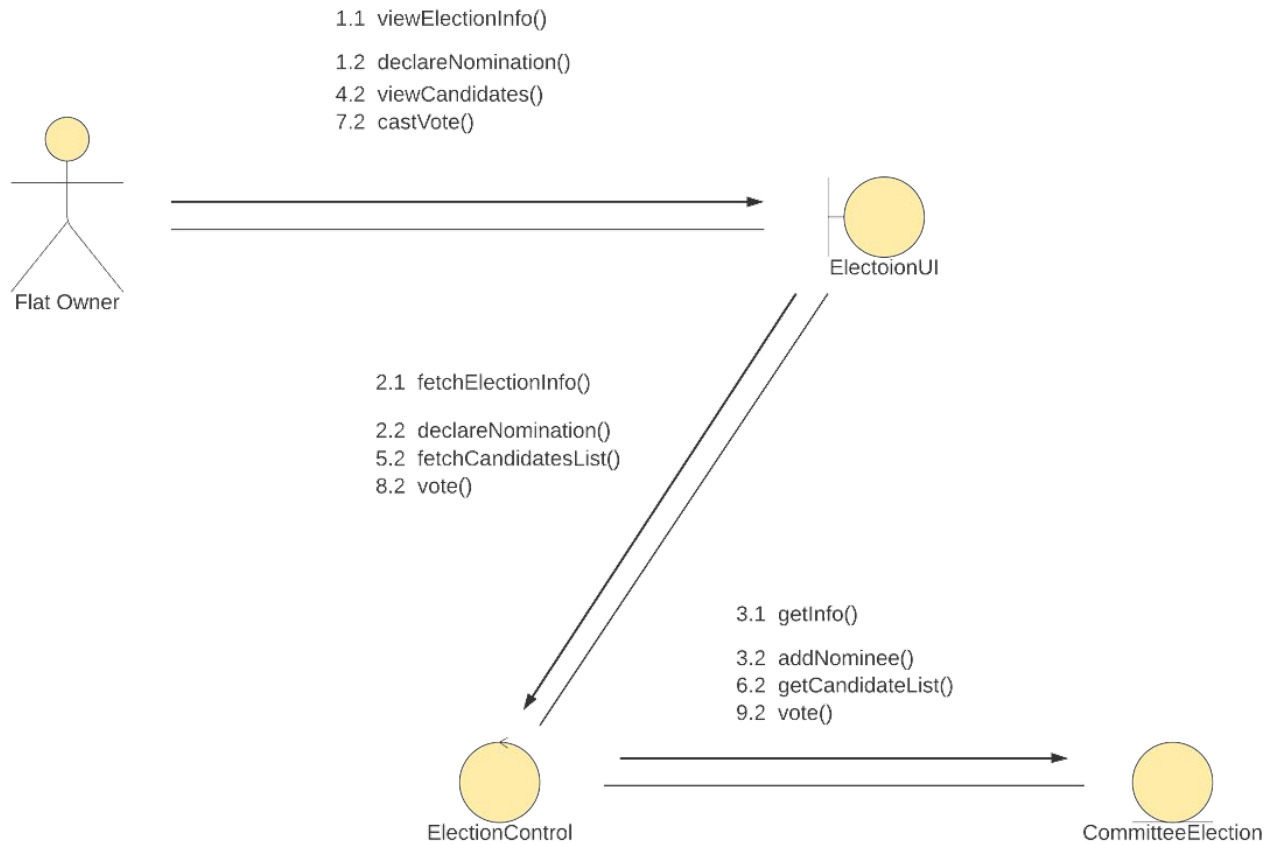 1.1 viewElectionInfo()
1.2 declareNomination()
4.2 viewCandidates()
7.2 castVote()
Flat Owner
ElectoionUI
2.1 fetchElectionInfo()
2.2 declareNomination()
5.2 fetchCandidatesList()
8.2 vote()
3.1 getInfo()
3.2 addNominee()
6.2 getCandidateList()
9.2 vote()
ElectionControl
CommitteeElection